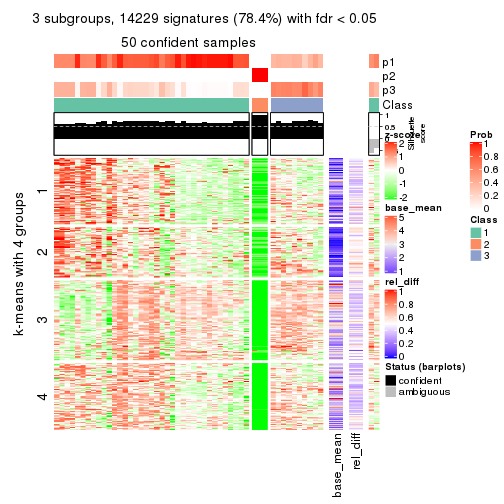 3 subgroups, 14229 signatures (78.4%) with fdr < 0.05
50 confident samples
p1
p2
p3
Class
1
0.5
0
Silhouette
score
k-means with 4 groups
1
2
3
4
base_mean
rel_diff
z-score
2
1
0
-1
-2
base_mean
5
4
3
2
1
rel_diff
1
0.8
0.6
0.4
0.2
0
Status (barplots)
confident
ambiguous
Prob
1
0.8
0.6
0.4
0.2
0
Class
1
2
3